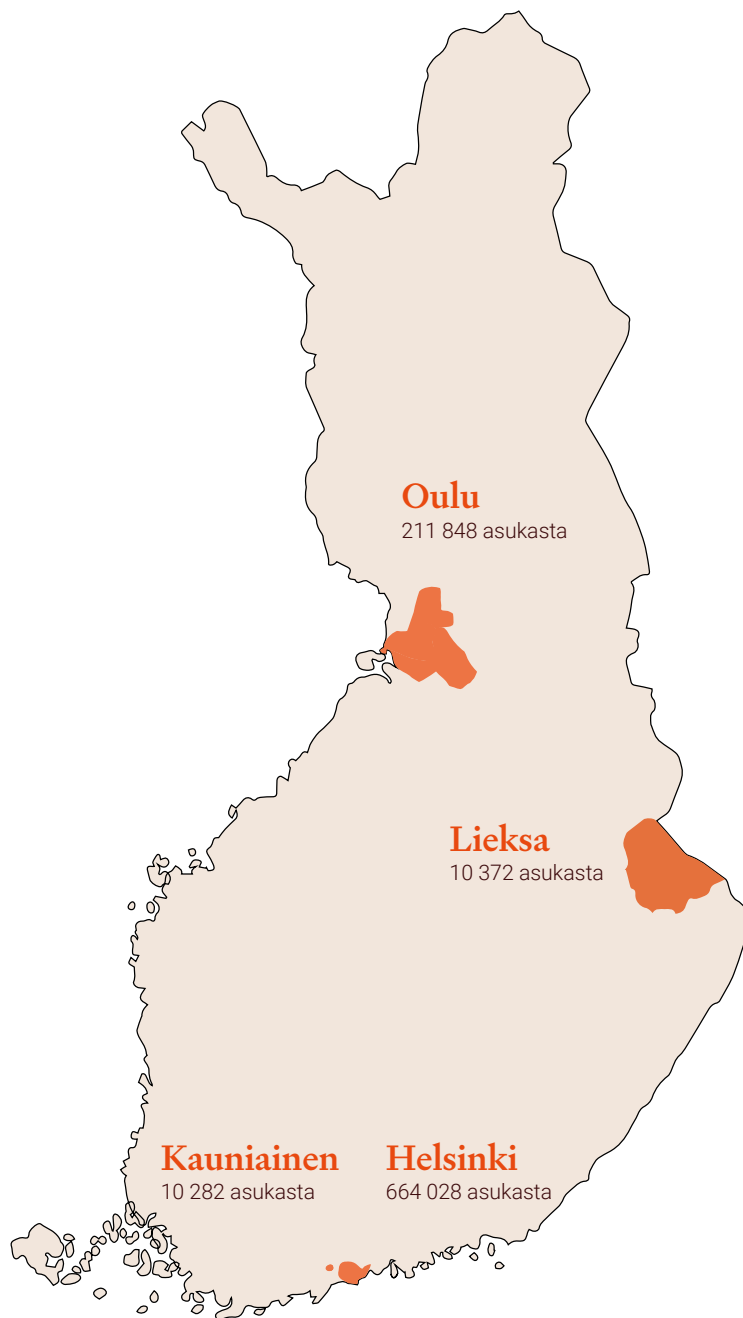 Oulu
211 848 asukasta
Lieksa
10 372 asukasta
Kauniainen
10 282 asukasta
Helsinki
664 028 asukasta